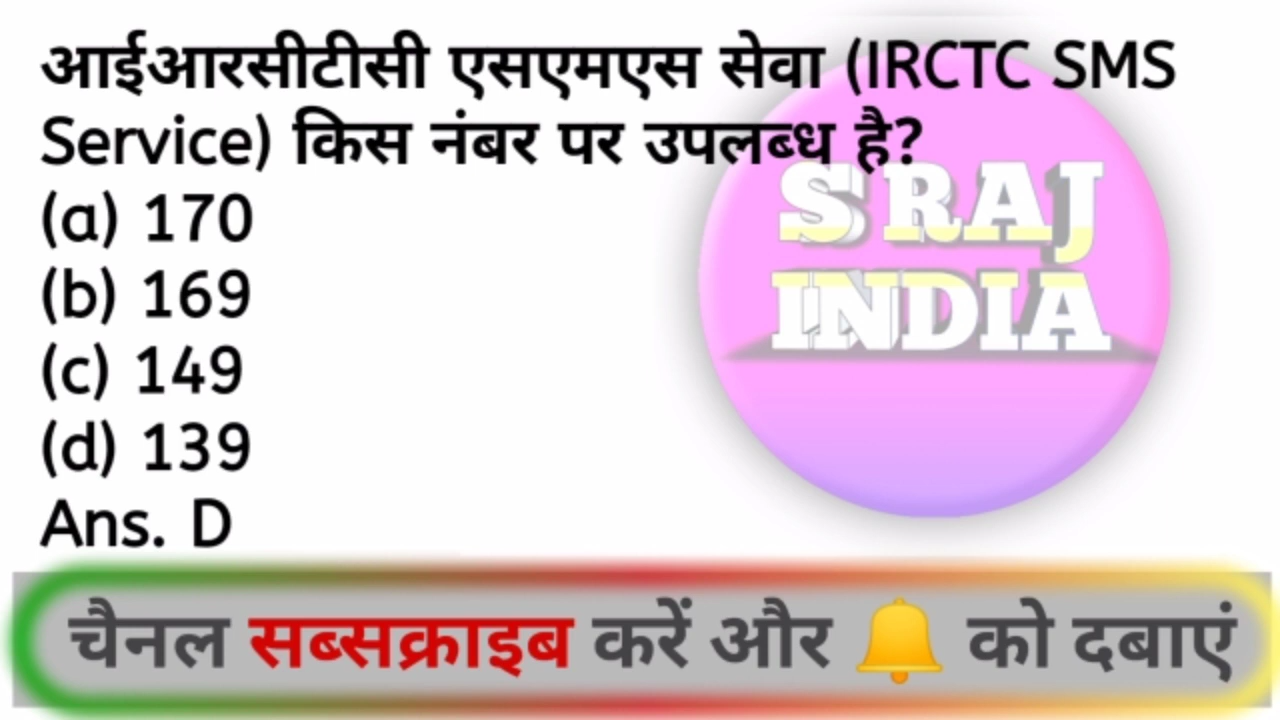 आईआरसीटीसी एसएमएस सेवा (IRCTC SMS
Service) किस नंबर पर उपलब्ध है?
(a) 170
(b) 169
(c) 149
(d) 139
Ans. D
S RAJ
INDIA
चैनल सब्सक्राइब करें और 🔔 को दबाएं